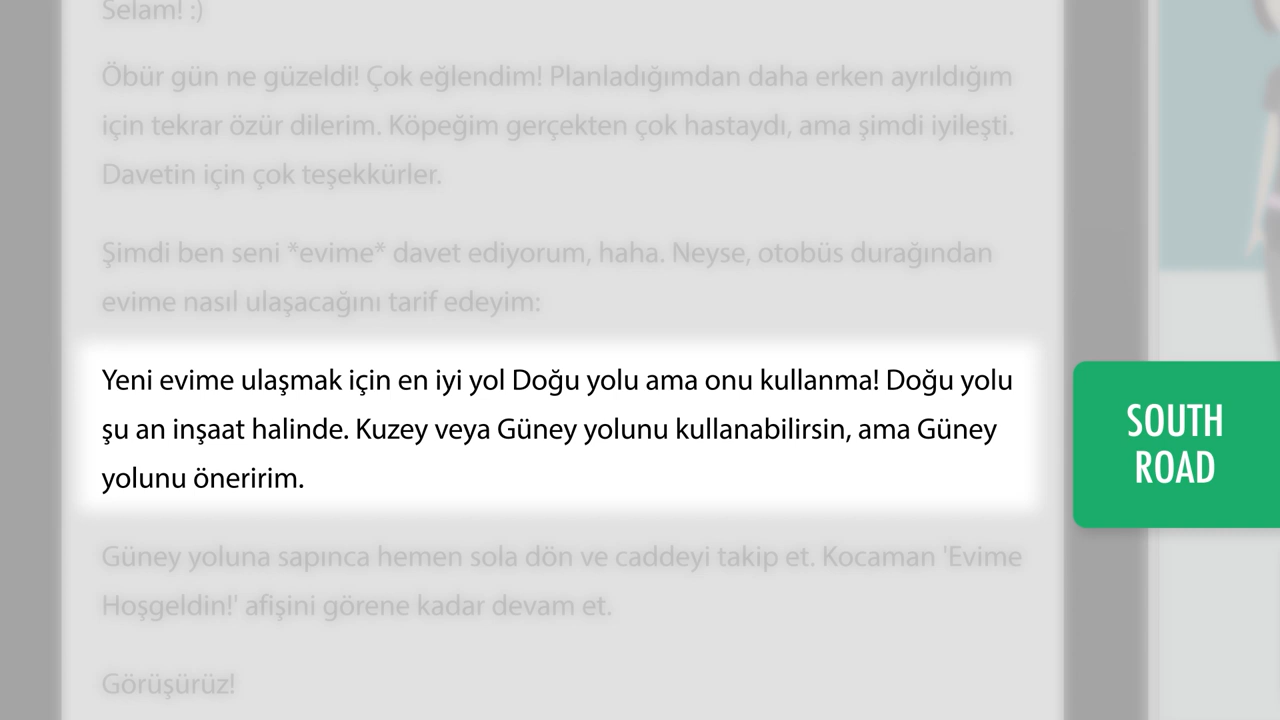 Selam! :)
Öbür gün ne güzeldi! Çok eğlendim! Planladığımdan daha erken ayrıldığım
için tekrar özür dilerim. Köpeğim gerçekten çok hastaydı, ama şimdi iyileşti.
Davetin için çok teşekkürler.
Şimdi ben seni *evime* davet ediyorum, haha. Neyse, otobüs durağından
evime nasıl ulaşacağını tarif edeyim:
Yeni evime ulaşmak için en iyi yol Doğu yolu ama onu kullanma! Doğu yolu
şu an inşaat halinde. Kuzey veya Güney yolunu kullanabilirsin, ama Güney
yolunu öneririm.
SOUTH
ROAD
Güney yoluna sapınca hemen sola dön ve caddeyi takip et. Kocaman 'Evime
Hoşgeldin!' afişini görene kadar devam et.
Görüşürüz!